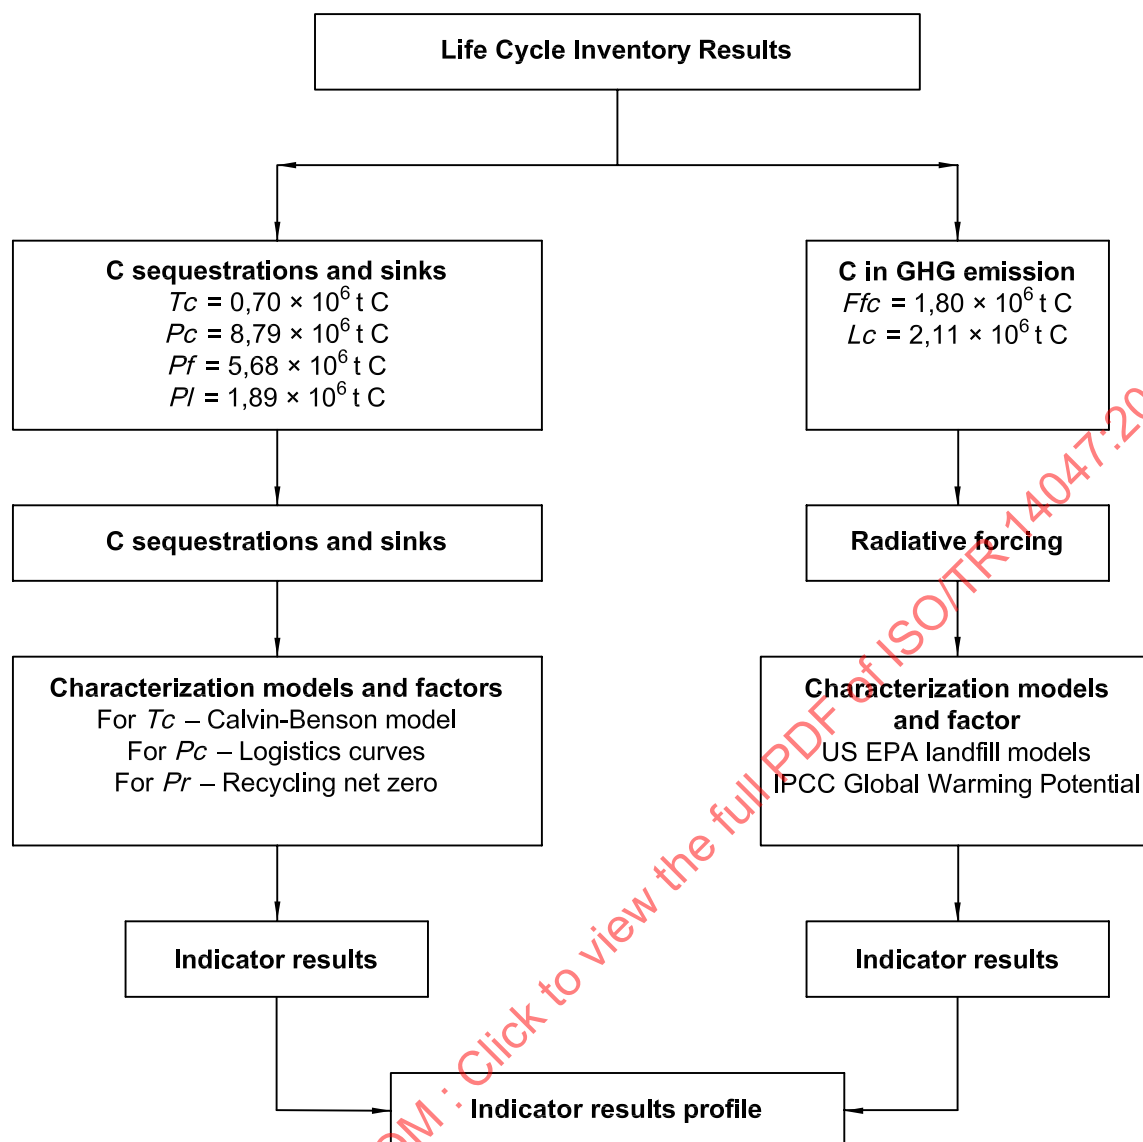 Life Cycle Inventory Results
C sequestrations and sinks
Tc = 0,70 × 10⁶ t C
Pc = 8,79 × 10⁶ t C
Pf = 5,68 × 10⁶ t C
Pl = 1,89 × 10⁶ t C
C in GHG emission
Ffc = 1,80 × 10⁶ t C
Lc = 2,11 × 10⁶ t C
C sequestrations and sinks
Radiative forcing
Characterization models and factors
For Tc – Calvin-Benson model
For Pc – Logistics curves
For Pr – Recycling net zero
Characterization models
and factor
US EPA landfill models
IPCC Global Warming Potential
Indicator results
Indicator results
Indicator results profile
OM : Click to view the full PDF of ISO/TR 14047:20